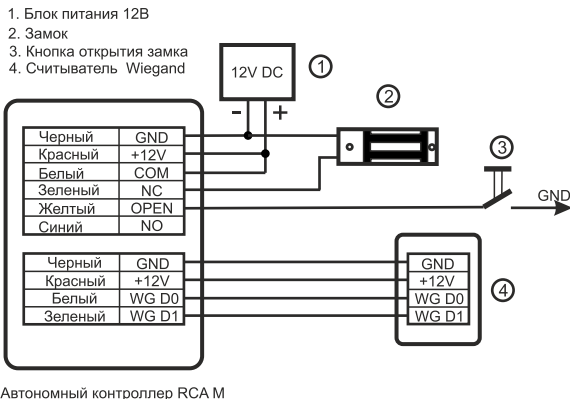 1. Блок питания 12В
2. Замок
3. Кнопка открытия замка
4. Считыватель Wiegand
12V DC
1
- +
2
3
GND
Черный GND
Красный +12V
Белый COM
Зеленый NC
Желтый OPEN
Синий NO
Черный GND
Красный +12V
Белый WG D0
Зеленый WG D1
GND
+12V
WG D0
WG D1
4
Автономный контроллер RCA M